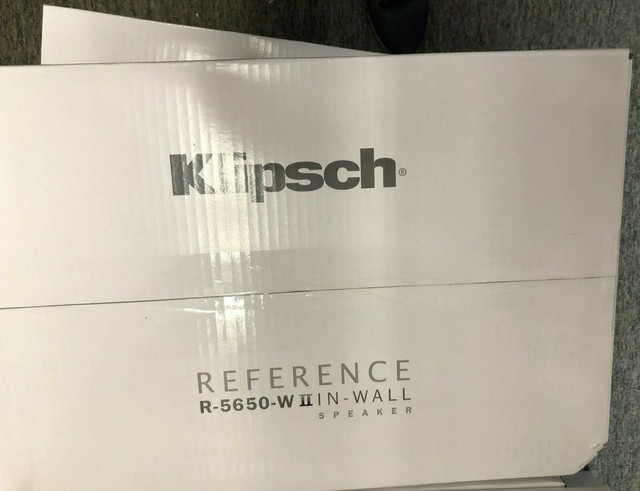 Klipsch®
REFERENCE
R-5650-W II IN-WALL
SPEAKER